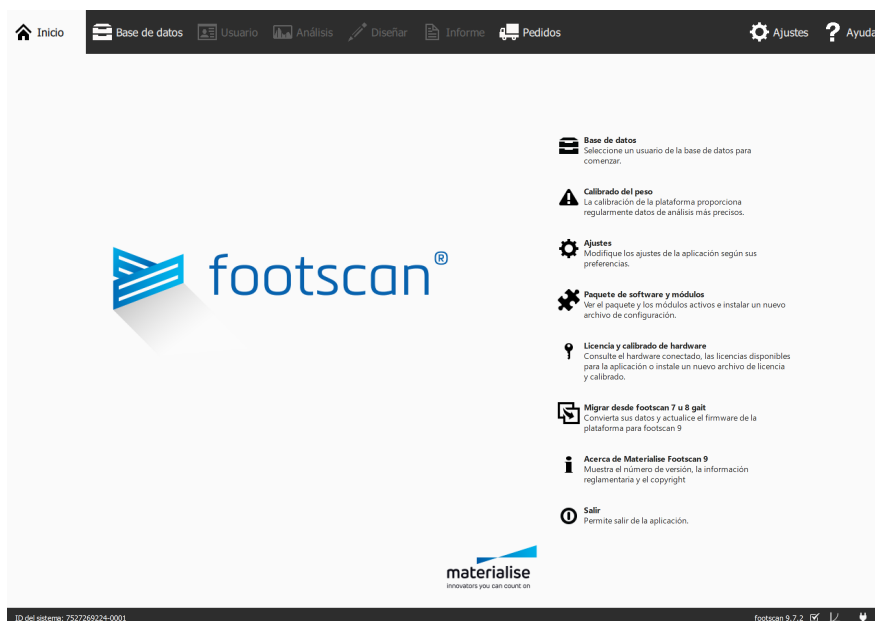 Inicio Base de datos Usuario Análisis Diseñar Informe Pedidos Ajustes ? Ayuda
Base de datos
Seleccione un usuario de la base de datos para
comenzar.
Calibrado del peso
La calibración de la plataforma proporciona
regularmente datos de análisis más precisos.
Ajustes
Modifique los ajustes de la aplicación según sus
preferencias.
Paquete de software y módulos
Ver el paquete y los módulos activos e instalar un nuevo
archivo de configuración.
Licencia y calibrado de hardware
Consulte el hardware conectado, las licencias disponibles
para la aplicación o instale un nuevo archivo de licencia
y calibrado.
Migrar desde footscan 7 u 8 gait
Convierta sus datos y actualice el firmware de la
plataforma para footscan 9
Acerca de Materialise Footscan 9
Muestra el número de versión, la información
reglamentaria y el copyright
Salir
Permite salir de la aplicación.
footscan®
materialise
innovators you can count on
ID del sistema: 7527269224-0001 footscan 9.7.2